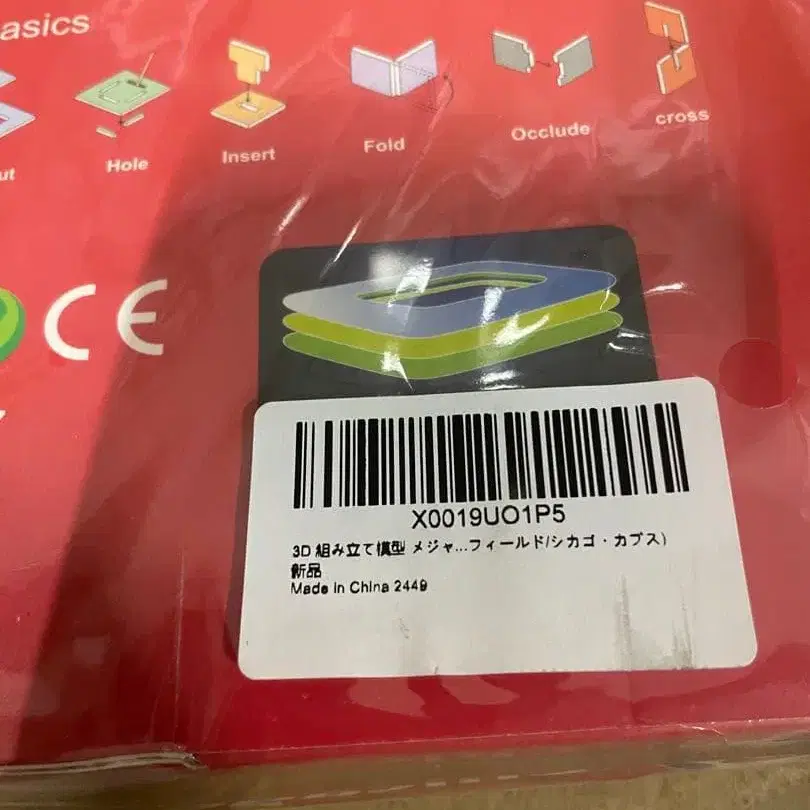 asics
ut
Hole
Insert
Fold
Occlude
cross
CE
X0019UO1P5
3D 組み立て模型 メジャ...フィールド/シカゴ・カブス)
新品
Made in China 2449